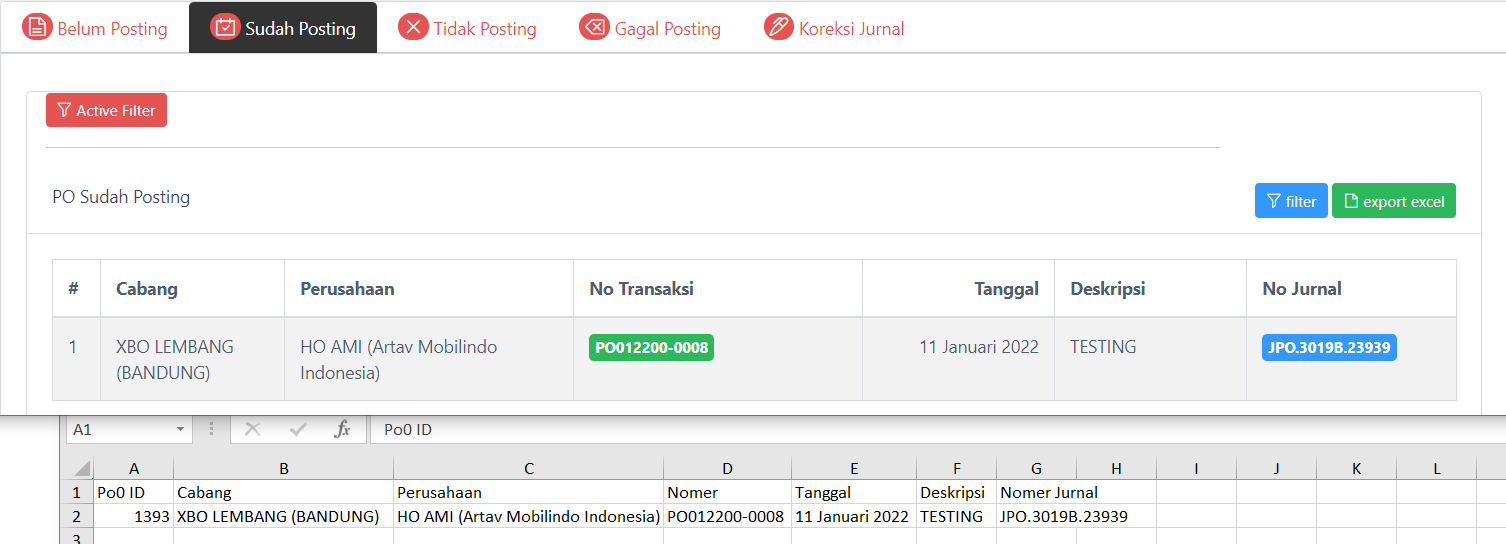 Belum Posting Sudah Posting Tidak Posting Gagal Posting Koreksi Jurnal
Active Filter
PO Sudah Posting filter export excel
# Cabang Perusahaan No Transaksi Tanggal Deskripsi No Jurnal
1 XBO LEMBANG HO AMI (Artav Mobilindo PO012200-0008 11 Januari 2022 TESTING JPO.3019B.23939
(BANDUNG) Indonesia)
A1 fx Po0 ID
A B C D E F G H I J K L
1 Po0 ID Cabang Perusahaan Nomer Tanggal Deskripsi Nomer Jurnal
2 1393 XBO LEMBANG (BANDUNG) HO AMI (Artav Mobilindo Indonesia) PO012200-0008 11 Januari 2022 TESTING JPO.3019B.23939
3